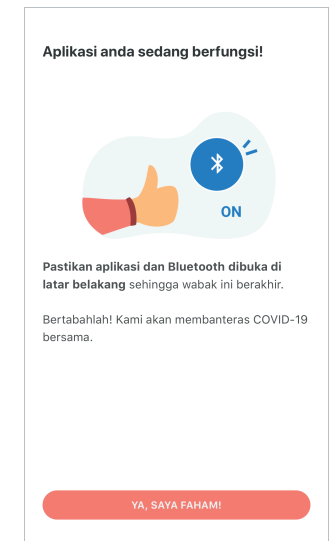 Aplikasi anda sedang berfungsi!
ON
Pastikan aplikasi dan Bluetooth dibuka di
latar belakang sehingga wabak ini berakhir.
Bertabahlah! Kami akan membanteras COVID-19
bersama.
YA, SAYA FAHAM!